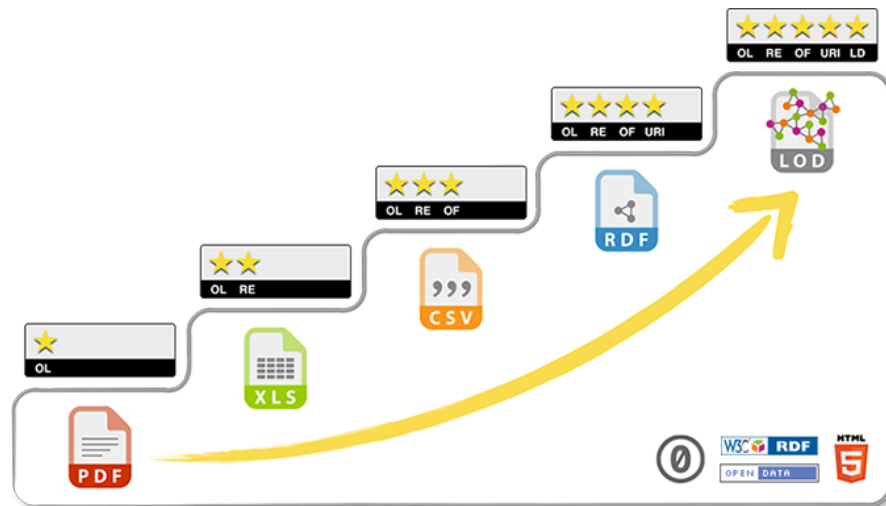 OL RE OF URI LD
OL RE OF URI
LOD
OL RE OF
RDF
OL RE
CSV
OL
XLS
PDF
0
W3C RDF
OPEN DATA
HTML
5